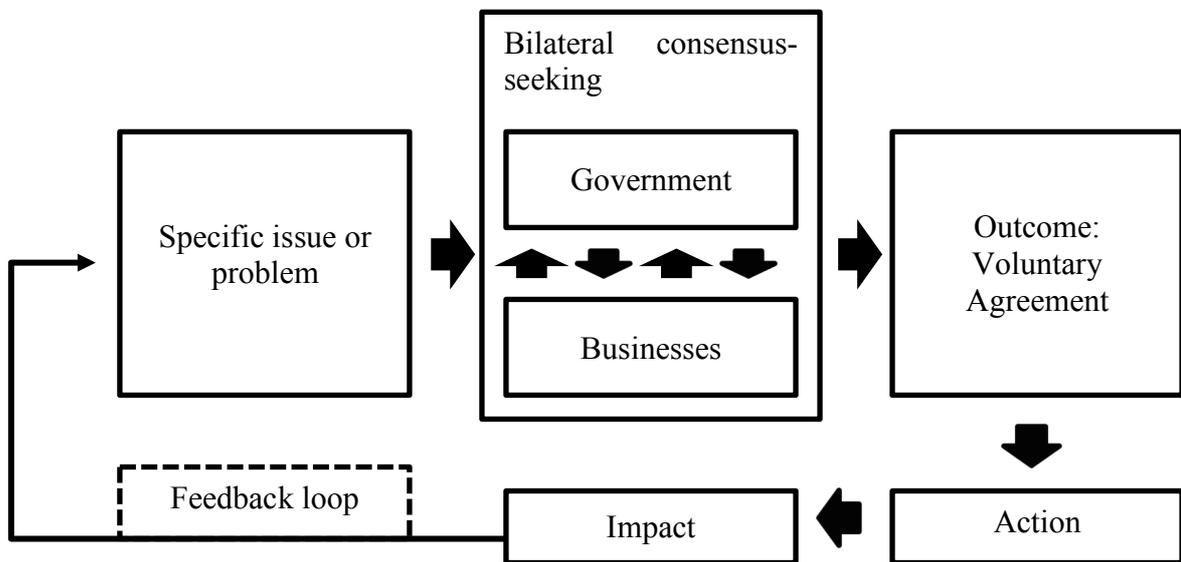 Bilateral consensus-
seeking
Government
Specific issue or
problem
Businesses
Outcome:
Voluntary
Agreement
Feedback loop
Impact
Action